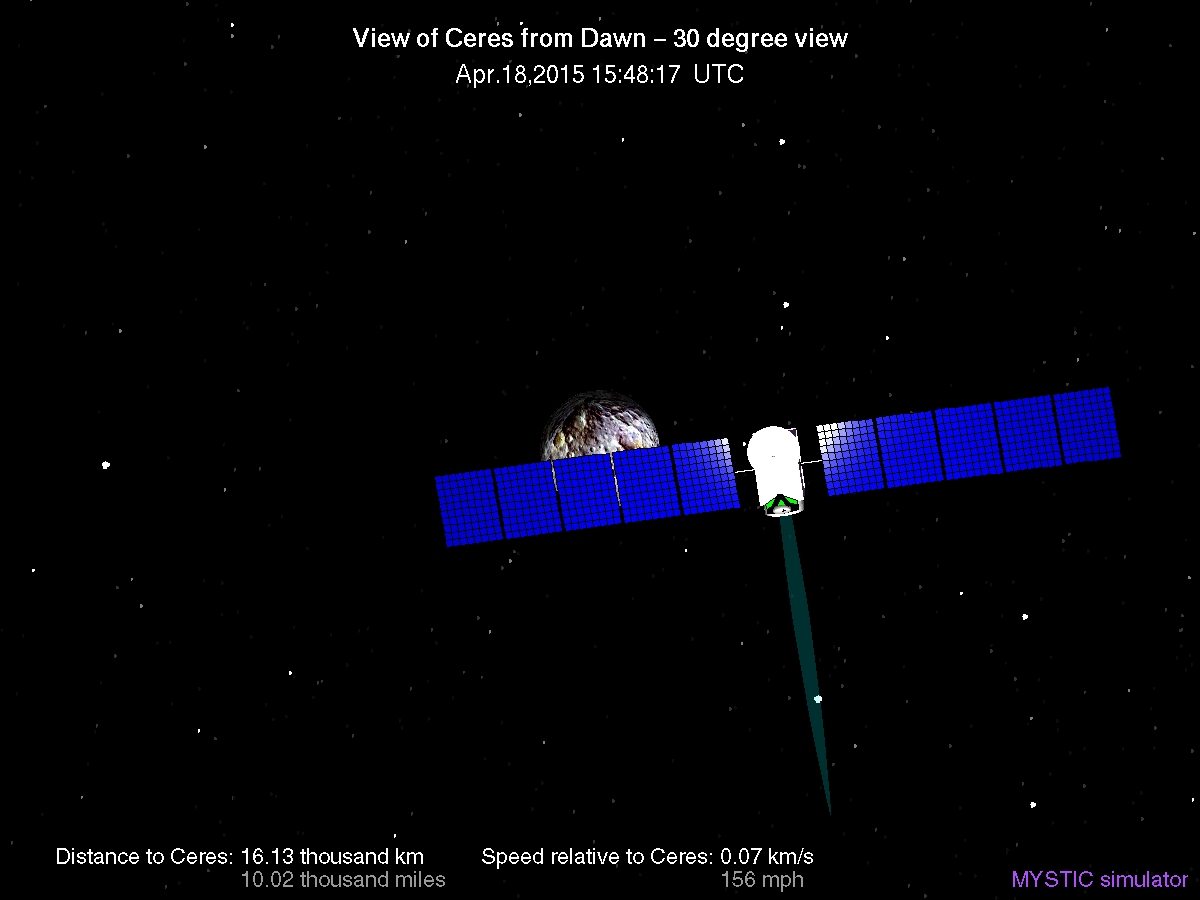 View of Ceres from Dawn – 30 degree view
Apr.18,2015 15:48:17 UTC
Distance to Ceres: 16.13 thousand km
10.02 thousand miles
Speed relative to Ceres: 0.07 km/s
156 mph
MYSTIC simulator